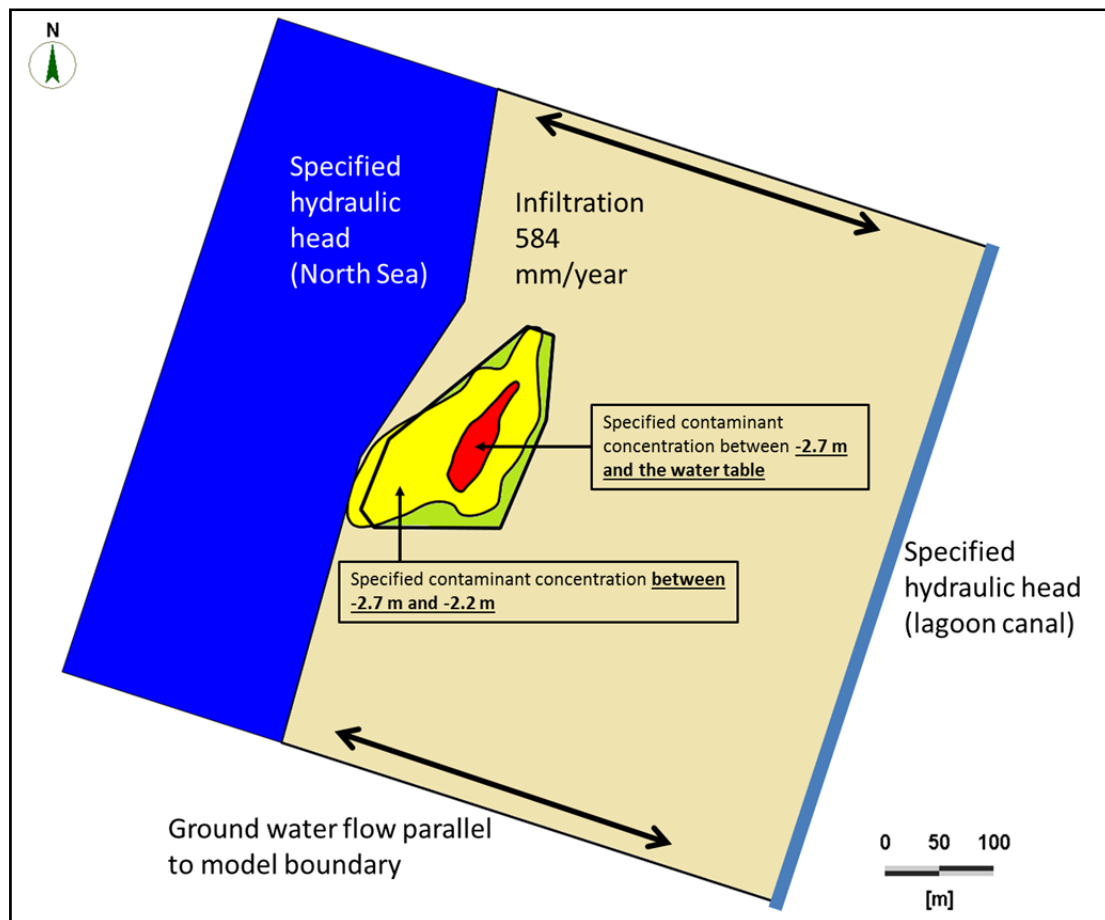 N
Specified
hydraulic
head
(North Sea)
Infiltration
584
mm/year
Specified contaminant
concentration between -2.7 m
and the water table
Specified contaminant concentration between
-2.7 m and -2.2 m
Specified
hydraulic head
(lagoon canal)
Ground water flow parallel
to model boundary
0 50 100
[m]